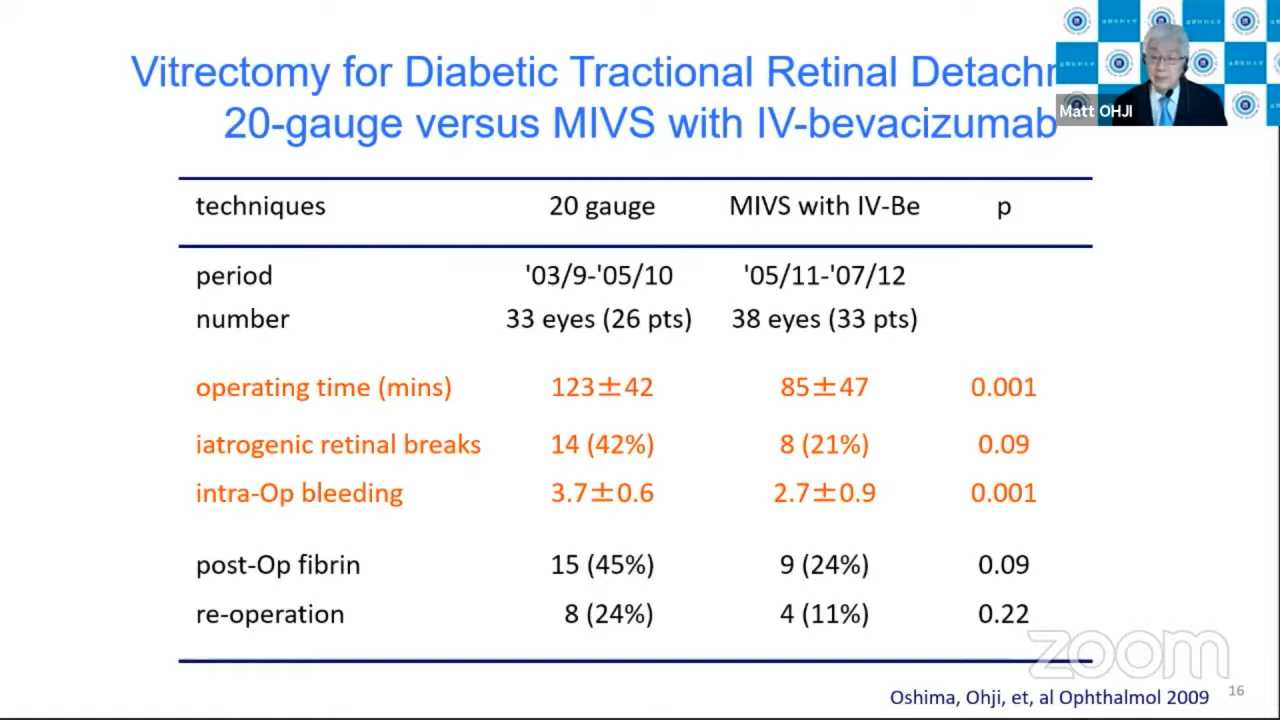 Vitrectomy for Diabetic Tractional Retinal Detachr
20-gauge versus MIVS with IV-bevacizumab
Matt OHJI
techniques 20 gauge MIVS with IV-Be p
period '03/9-'05/10 '05/11-'07/12
number 33 eyes (26 pts) 38 eyes (33 pts)
operating time (mins) 123±42 85±47 0.001
iatrogenic retinal breaks 14 (42%) 8 (21%) 0.09
intra-Op bleeding 3.7±0.6 2.7±0.9 0.001
post-Op fibrin 15 (45%) 9 (24%) 0.09
re-operation 8 (24%) 4 (11%) 0.22
zoom
Oshima, Ohji, et, al Ophthalmol 2009 16